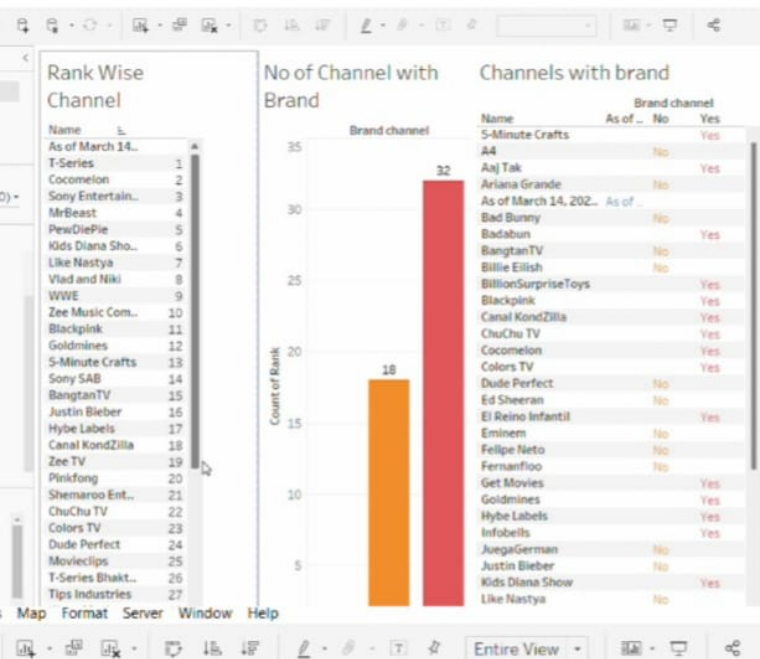 Rank Wise
Channel
Name
As of March 14..
T-Series 1
Cocomelon 2
Sony Entertain.. 3
MrBeast 4
PewDiePie 5
Kids Diana Sho.. 6
Like Nastya 7
Vlad and Niki 8
WWE 9
Zee Music Com.. 10
Blackpink 11
Goldmines 12
5-Minute Crafts 13
Sony SAB 14
BangtanTV 15
Justin Bieber 16
Hybe Labels 17
Canal KondZilla 18
Zee TV 19
Pinkfong 20
Shemaroo Ent.. 21
ChuChu TV 22
Colors TV 23
Dude Perfect 24
Movieclips 25
T-Series Bhakt.. 26
Tips Industries 27
No of Channel with
Brand
Brand channel
Count of Rank
35
30
25
20
15
10
5
18
32
Channels with brand
Brand channel
Name As of .. No Yes
5-Minute Crafts Yes
A4 No
Aaj Tak Yes
Ariana Grande No
As of March 14, 202.. As of ..
Bad Bunny No
Badabun Yes
BangtanTV No
Billie Eilish No
BillionSurpriseToys Yes
Blackpink Yes
Canal KondZilla Yes
ChuChu TV Yes
Cocomelon Yes
Colors TV Yes
Dude Perfect No
Ed Sheeran No
El Reino Infantil Yes
Eminem No
Felipe Neto No
Fernanfloo No
Get Movies Yes
Goldmines Yes
Hybe Labels Yes
Infobells Yes
JuegaGerman No
Justin Bieber No
Kids Diana Show Yes
Like Nastya No
Map Format Server Window Help
Entire View